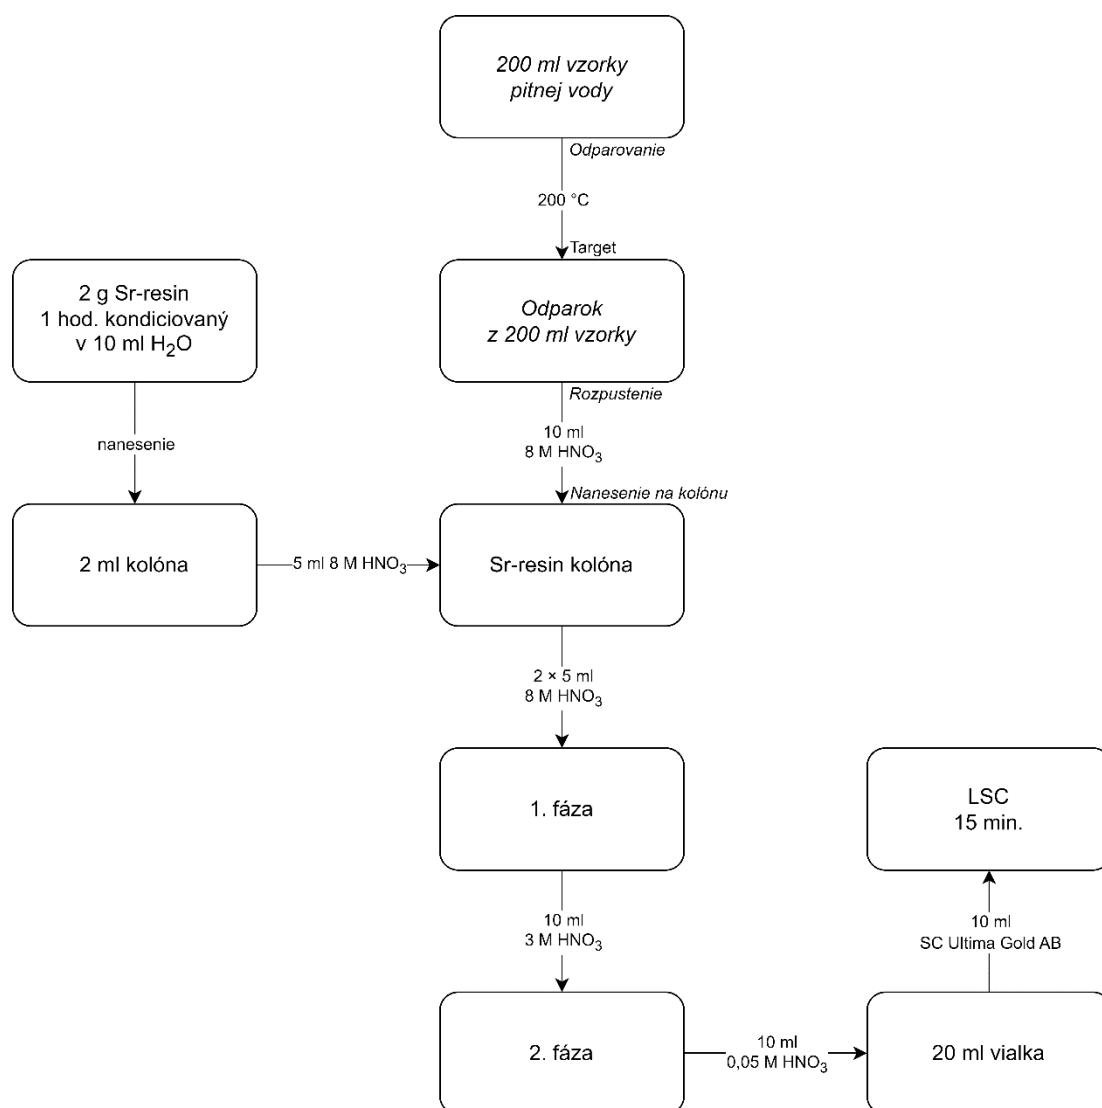 200 ml vzorky
pitnej vody
Odparovanie
200 °C
Target
2 g Sr-resin
1 hod. kondiciovaný
v 10 ml H₂O
Odparok
z 200 ml vzorky
Rozpustenie
nanesenie
10 ml
8 M HNO₃
Nanesenie na kolónu
2 ml kolóna
5 ml 8 M HNO₃
Sr-resin kolóna
2 × 5 ml
8 M HNO₃
1. fáza
LSC
15 min.
10 ml
3 M HNO₃
10 ml
SC Ultima Gold AB
2. fáza
10 ml
0,05 M HNO₃
20 ml vialka